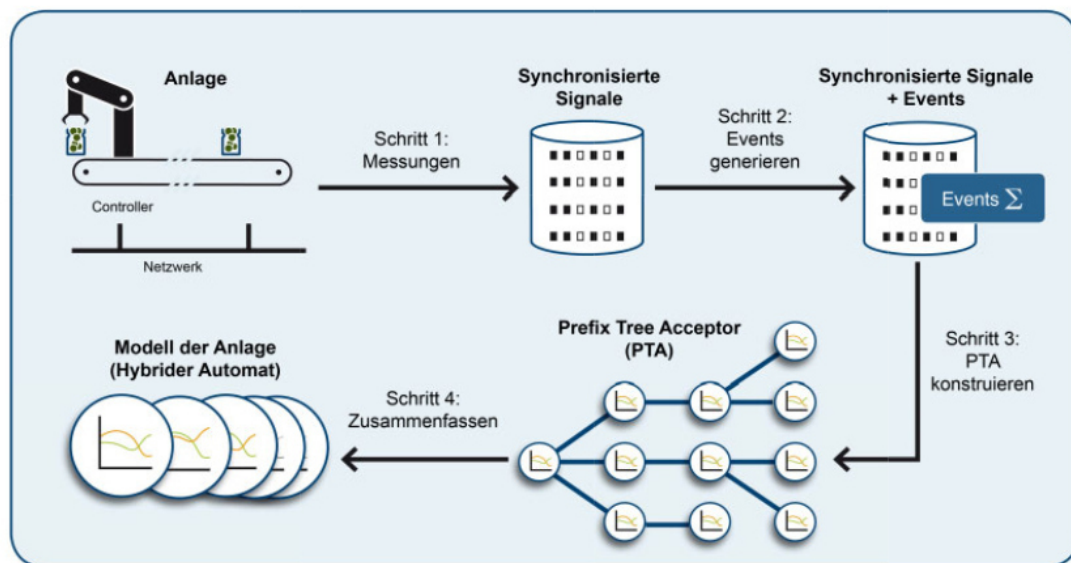 Anlage
Controller
Netzwerk
Schritt 1:
Messungen
Synchronisierte
Signale
Schritt 2:
Events
generieren
Synchronisierte Signale
+ Events
Events ∑
Schritt 3:
PTA
konstruieren
Prefix Tree Acceptor
(PTA)
Schritt 4:
Zusammenfassen
Modell der Anlage
(Hybrider Automat)